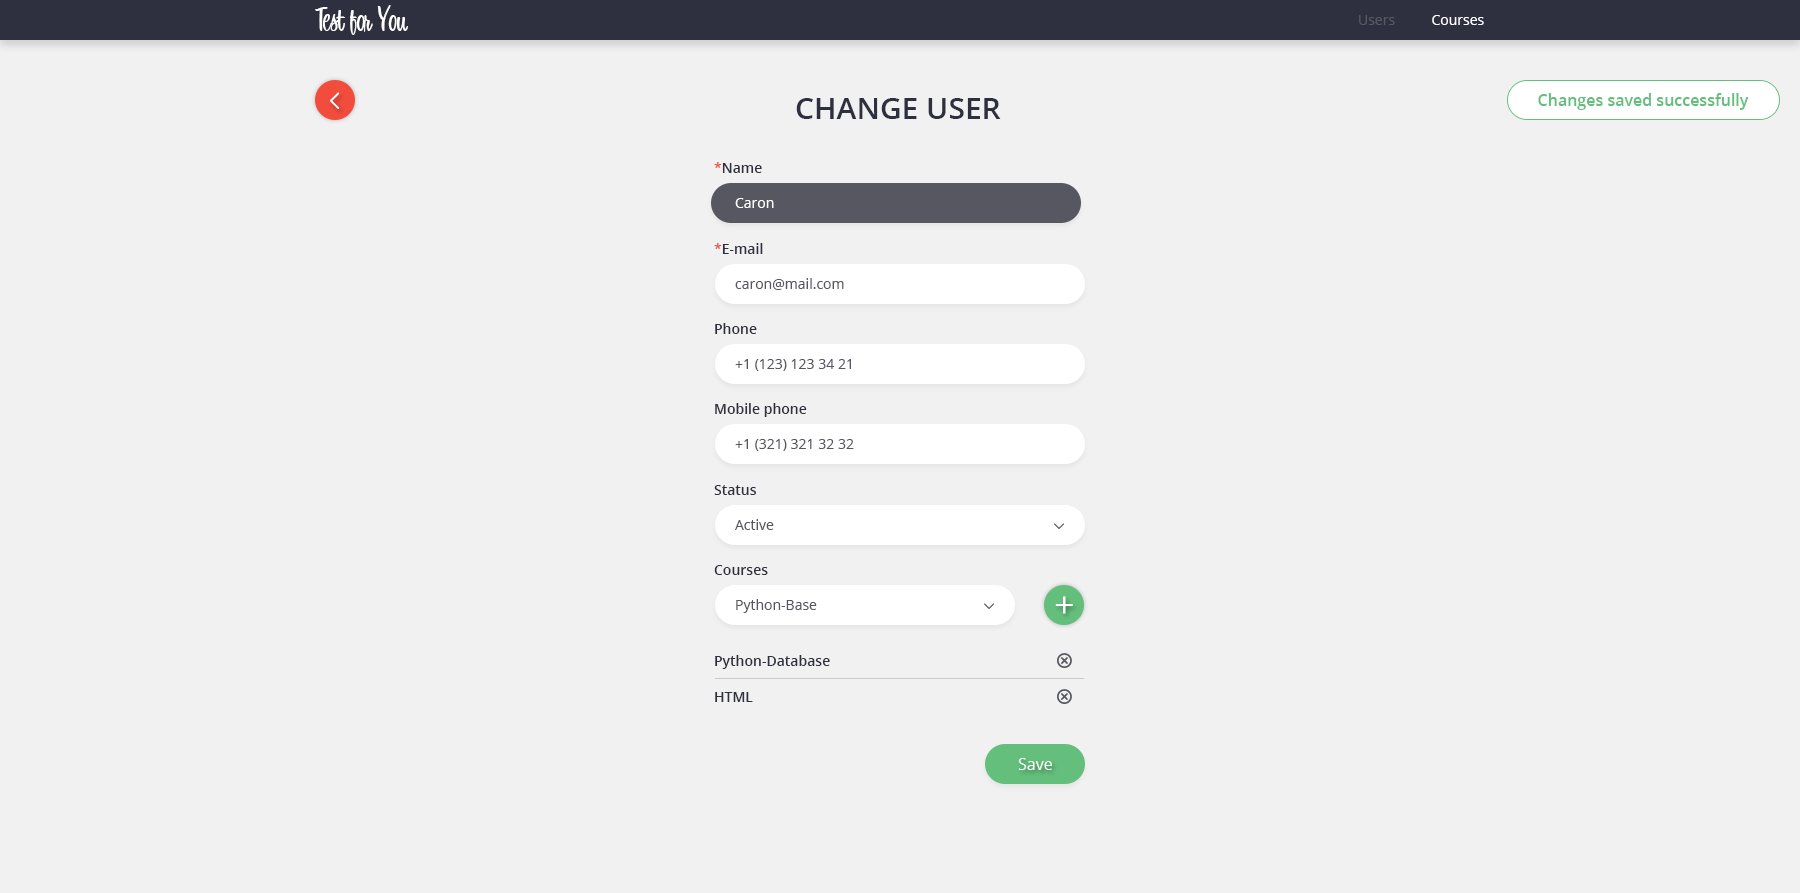 Test for You
Users
Courses
CHANGE USER
Changes saved successfully
*Name
Caron
*E-mail
caron@mail.com
Phone
+1 (123) 123 34 21
Mobile phone
+1 (321) 321 32 32
Status
Active
Courses
Python-Base
Python-Database
HTML
Save